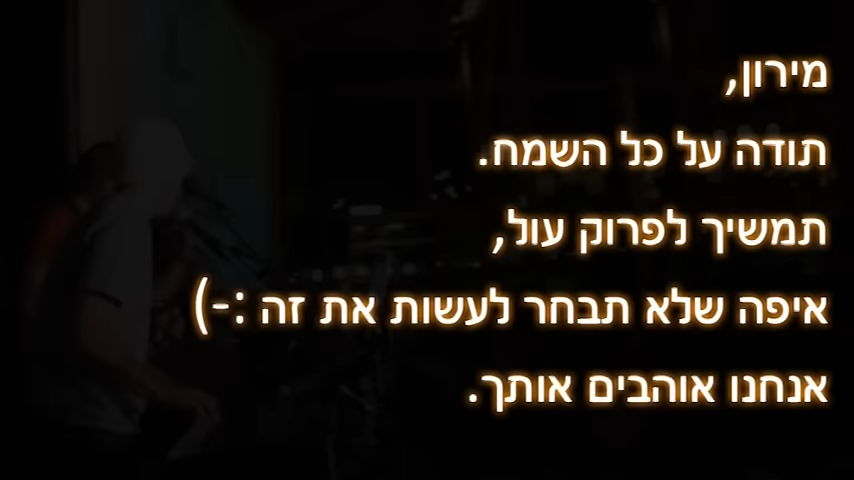 מירון,
תודה על כל השמח.
תמשיך לפרוק עול,
איפה שלא תבחר לעשות את זה :-)
אנחנו אוהבים אותך.